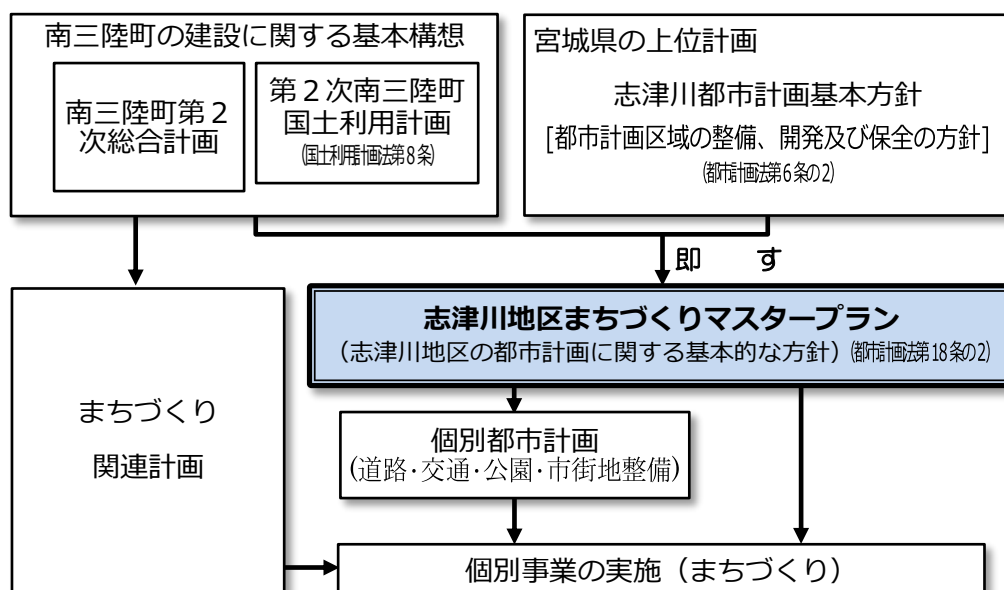 南三陸町の建設に関する基本構想
南三陸町第２
次総合計画
第２次南三陸町
国土利用計画
(国土利用計画法第８条)
宮城県の上位計画
志津川都市計画基本方針
[都市計画区域の整備、開発及び保全の方針]
(都市計画法第６条の２)
即　す
志津川地区まちづくりマスタープラン
（志津川地区の都市計画に関する基本的な方針）(都市計画法第18条の2)
まちづくり
関連計画
個別都市計画
(道路･交通･公園･市街地整備)
個別事業の実施（まちづくり）